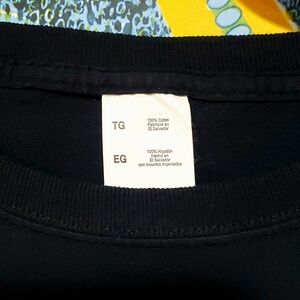 TG
100% Coton
Fabriqué au
El Salvador
EG
100% Algodón
Hecho en
El Salvador
con insumos importados